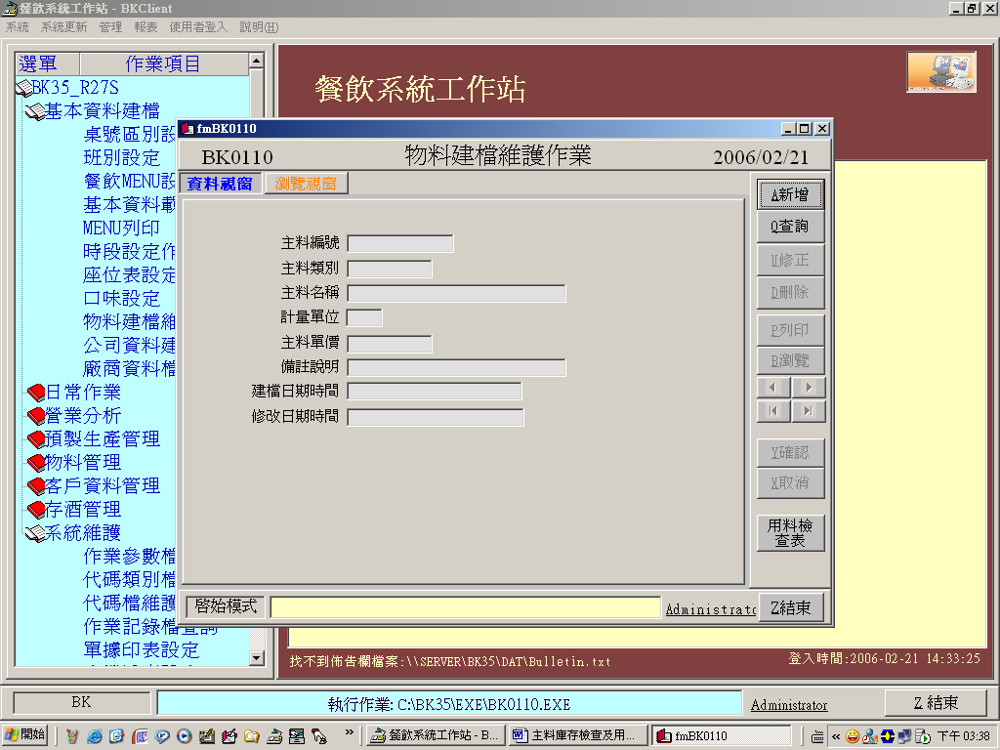 餐飲系統工作站 - BKClient
系統 系統更新 管理 報表 使用者登入 說明(H)
選單 作業項目
BK35_R27S
基本資料建檔
桌號區別設
班別設定
餐飲MENU設
基本資料載
MENU列印
時段設定作
座位表設定
口味設定
物料建檔維
公司資料建
廠商資料檔
日常作業
營業分析
預製生產管理
物料管理
客戶資料管理
存酒管理
系統維護
作業參數檔
代碼類別檔
代碼檔維護
作業記錄檔查詢
單據印表設定
餐飲系統工作站
fmBK0110
BK0110 物料建檔維護作業 2006/02/21
資料視窗 瀏覽視窗
主料編號
主料類別
主料名稱
計量單位
主料單價
備註說明
建檔日期時間
修改日期時間
A新增
Q查詢
U修正
D刪除
P列印
B瀏覽
Y確認
X取消
用料檢
查表
啓始模式 Administrato Z結束
找不到佈告欄檔案:\\SERVER\BK35\DAT\Bulletin.txt 登入時間:2006-02-21 14:33:25
BK 執行作業: C:\BK35\EXE\BK0110.EXE Administrator Z 結束
開始 » 餐飲系統工作站 - B... 主料庫存檢查及用... fmBK0110 « 下午 03:38